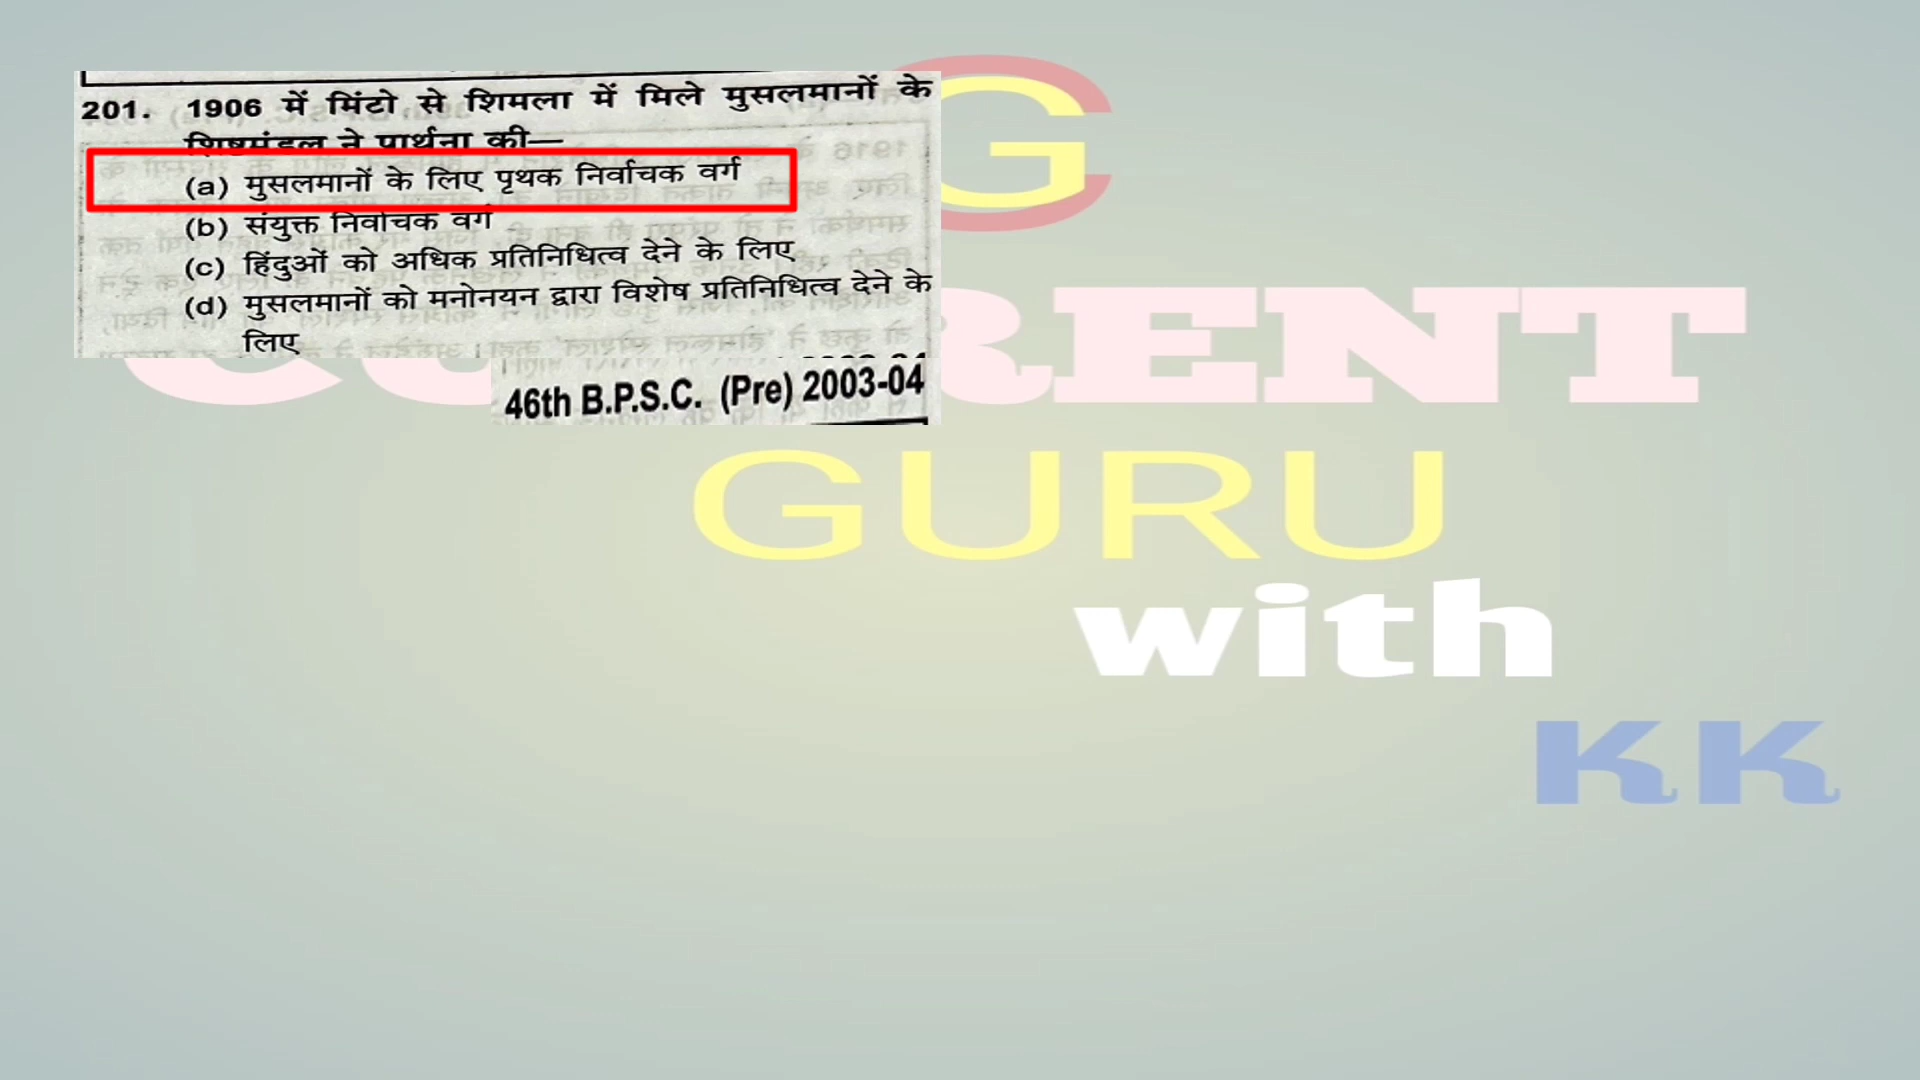 G
201. 1906 में मिंटो से शिमला में मिले मुसलमानों के
शिष्टमंडल ने प्रार्थना की—
(a) मुसलमानों के लिए पृथक निर्वाचक वर्ग
(b) संयुक्त निर्वाचक वर्ग
(c) हिंदुओं को अधिक प्रतिनिधित्व देने के लिए
(d) मुसलमानों को मनोनयन द्वारा विशेष प्रतिनिधित्व देने के
लिए
46th B.P.S.C. (Pre) 2003-04
RENT
GURU
with
KK